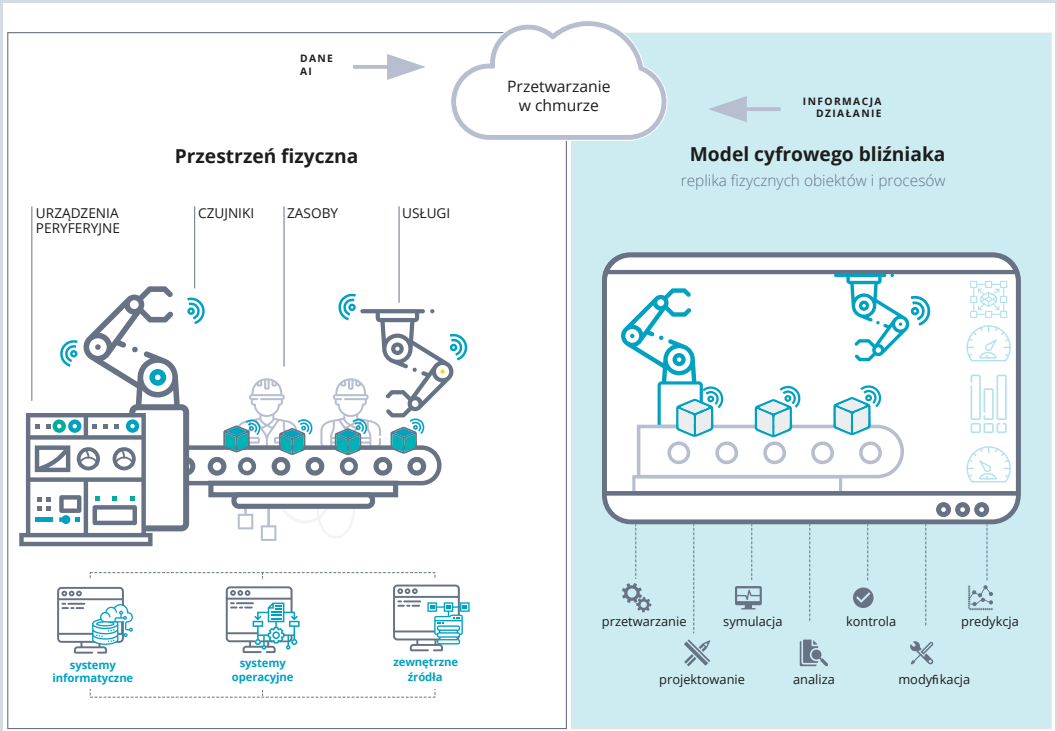 DANE
AI
Przetwarzanie
w chmurze
INFORMACJA
DZIAŁANIE
Przestrzeń fizyczna
Model cyfrowego bliźniaka
replika fizycznych obiektów i procesów
URZĄDZENIA
PERYFERYJNE
CZUJNIKI
ZASOBY
USŁUGI
systemy
informatyczne
systemy
operacyjne
zewnętrzne
źródła
przetwarzanie
symulacja
kontrola
predykcja
projektowanie
analiza
modyfikacja